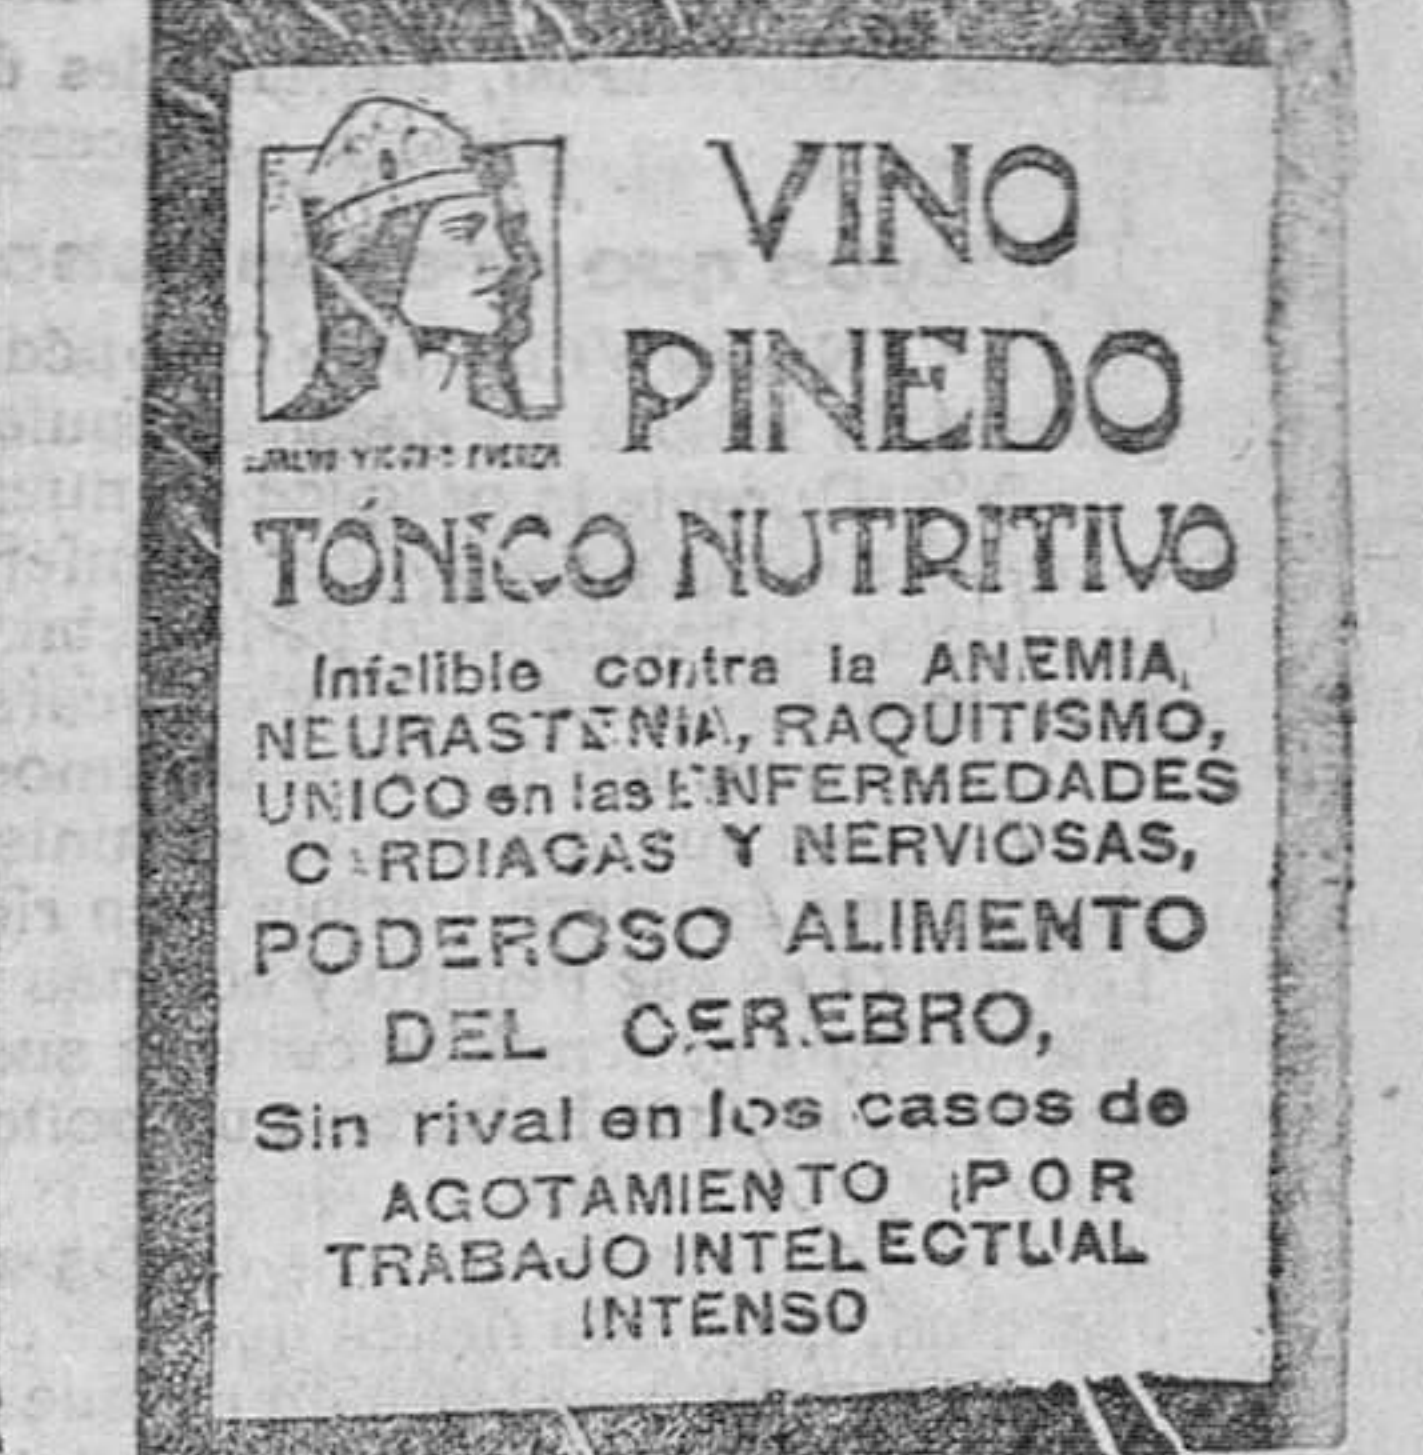 VINO
PINEDO
TÓNICO NUTRITIVO
Infalible contra la ANEMIA,
NEURASTENIA, RAQUITISMO,
UNICO en las ENFERMEDADES
CARDIACAS Y NERVIOSAS,
PODEROSO ALIMENTO
DEL CEREBRO,
Sin rival en los casos de
AGOTAMIENTO POR
TRABAJO INTELECTUAL
INTENSO